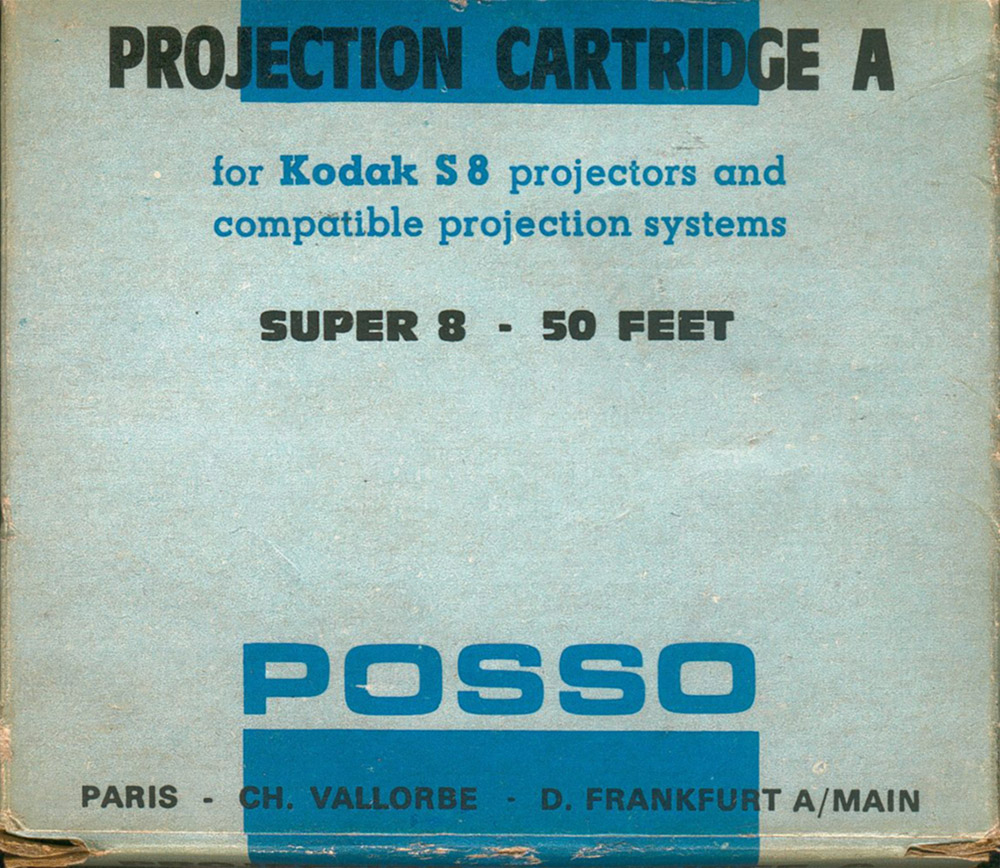 PROJECTION CARTRIDGE A
for Kodak S 8 projectors and
compatible projection systems
SUPER 8 - 50 FEET
POSSO
PARIS - CH. VALLORBE - D. FRANKFURT A/MAIN